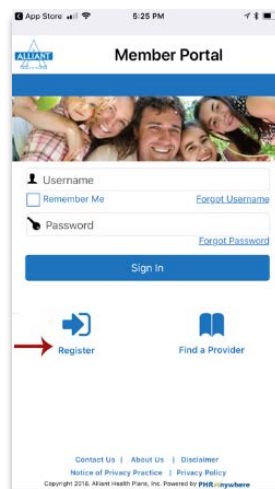 App Store 5:25 PM
ALLIANT
Member Portal
Username
Remember Me Forgot Username
Password
Forgot Password
Sign In
Register Find a Provider
Contact Us | About Us | Disclaimer
Notice of Privacy Practice | Privacy Policy
Copyright 2018, Alliant Health Plans, Inc. Powered by PHRAnywhere